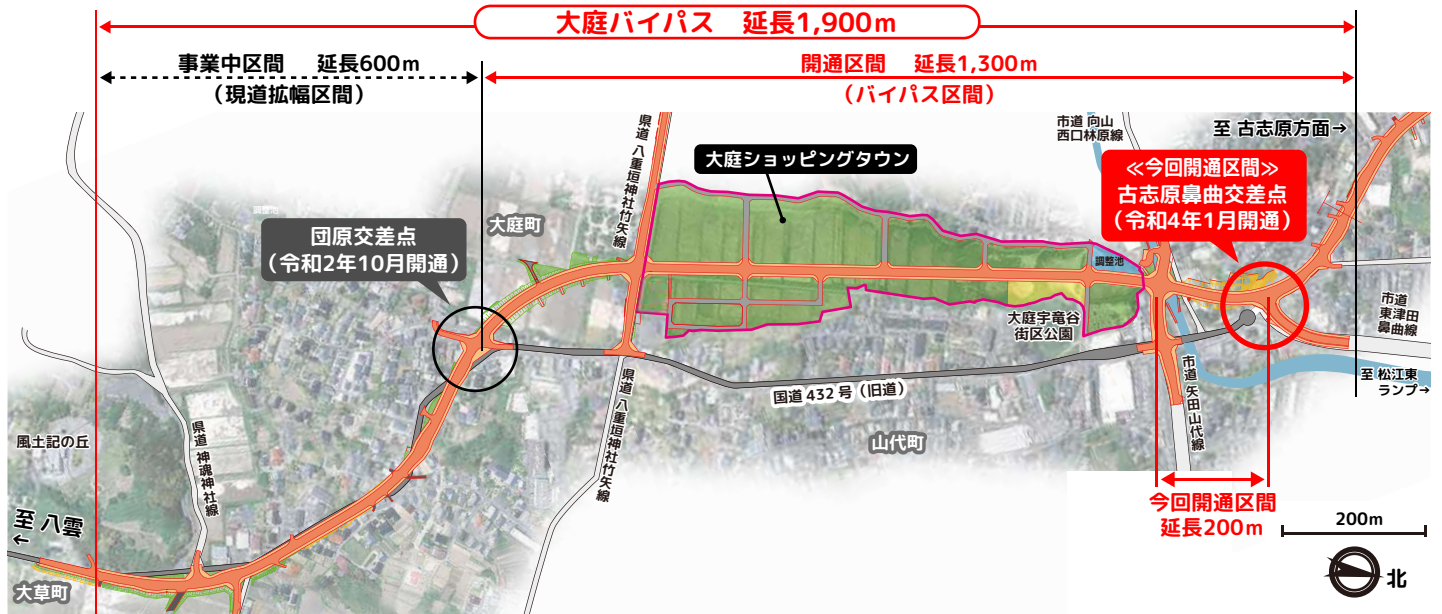 大庭バイパス 延長1,900m
事業中区間 延長600m
(現道拡幅区間)
開通区間 延長1,300m
(バイパス区間)
県道 八重垣神社竹矢線
市道 向山
西口林原線
至 古志原方面→
大庭ショッピングタウン
≪今回開通区間≫
古志原鼻曲交差点
(令和4年1月開通)
調整池
大庭町
団原交差点
(令和2年10月開通)
調整池
大庭宇竜谷
街区公園
市道
東津田
鼻曲線
至 松江東
ランプ→
国道432号(旧道)
県道 八重垣神社竹矢線
市道 矢田山代線
山代町
風土記の丘
県道 神魂神社線
今回開通区間
延長200m
200m
至 八雲
←
北
大草町